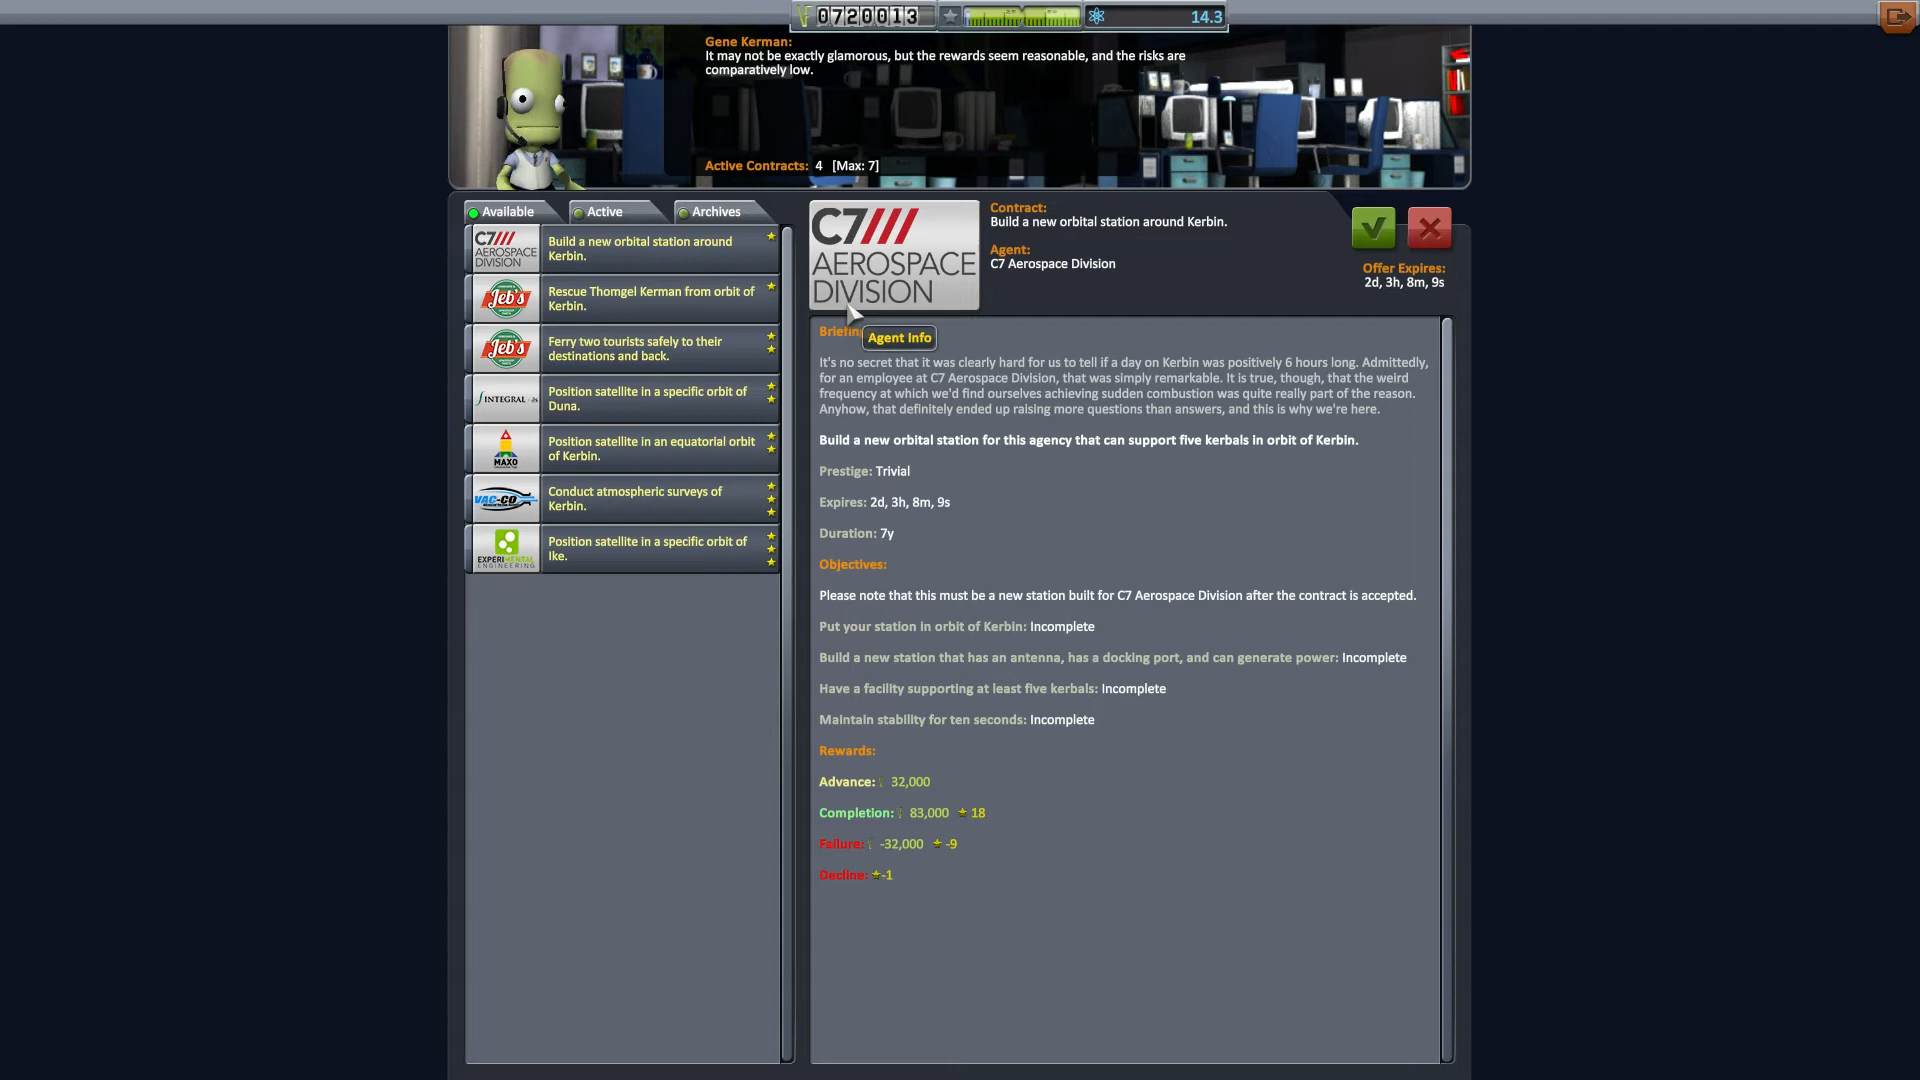 0720013
14.3
Gene Kerman:
It may not be exactly glamorous, but the rewards seem reasonable, and the risks are
comparatively low.
Active Contracts: 4 [Max: 7]
Available
Active
Archives
C7
AEROSPACE
DIVISION
Build a new orbital station around
Kerbin.
Jeb's
Rescue Thomgel Kerman from orbit of
Kerbin.
Jeb's
Ferry two tourists safely to their
destinations and back.
INTEGRAL
Position satellite in a specific orbit of
Duna.
MAXO
Position satellite in an equatorial orbit
of Kerbin.
VAC-CO
Conduct atmospheric surveys of
Kerbin.
EXPERIMENTAL
ENGINEERING
Position satellite in a specific orbit of
Ike.
C7
AEROSPACE
DIVISION
Contract:
Build a new orbital station around Kerbin.
Agent:
C7 Aerospace Division
Offer Expires:
2d, 3h, 8m, 9s
Agent Info
It's no secret that it was clearly hard for us to tell if a day on Kerbin was positively 6 hours long. Admittedly,
for an employee at C7 Aerospace Division, that was simply remarkable. It is true, though, that the weird
frequency at which we'd find ourselves achieving sudden combustion was quite really part of the reason.
Anyhow, that definitely ended up raising more questions than answers, and this is why we're here.
Build a new orbital station for this agency that can support five kerbals in orbit of Kerbin.
Prestige: Trivial
Expires: 2d, 3h, 8m, 9s
Duration: 7y
Objectives:
Please note that this must be a new station built for C7 Aerospace Division after the contract is accepted.
Put your station in orbit of Kerbin: Incomplete
Build a new station that has an antenna, has a docking port, and can generate power: Incomplete
Have a facility supporting at least five kerbals: Incomplete
Maintain stability for ten seconds: Incomplete
Rewards:
Advance: 32,000
Completion: 83,000 18
Failure: -32,000 -9
Decline: -1